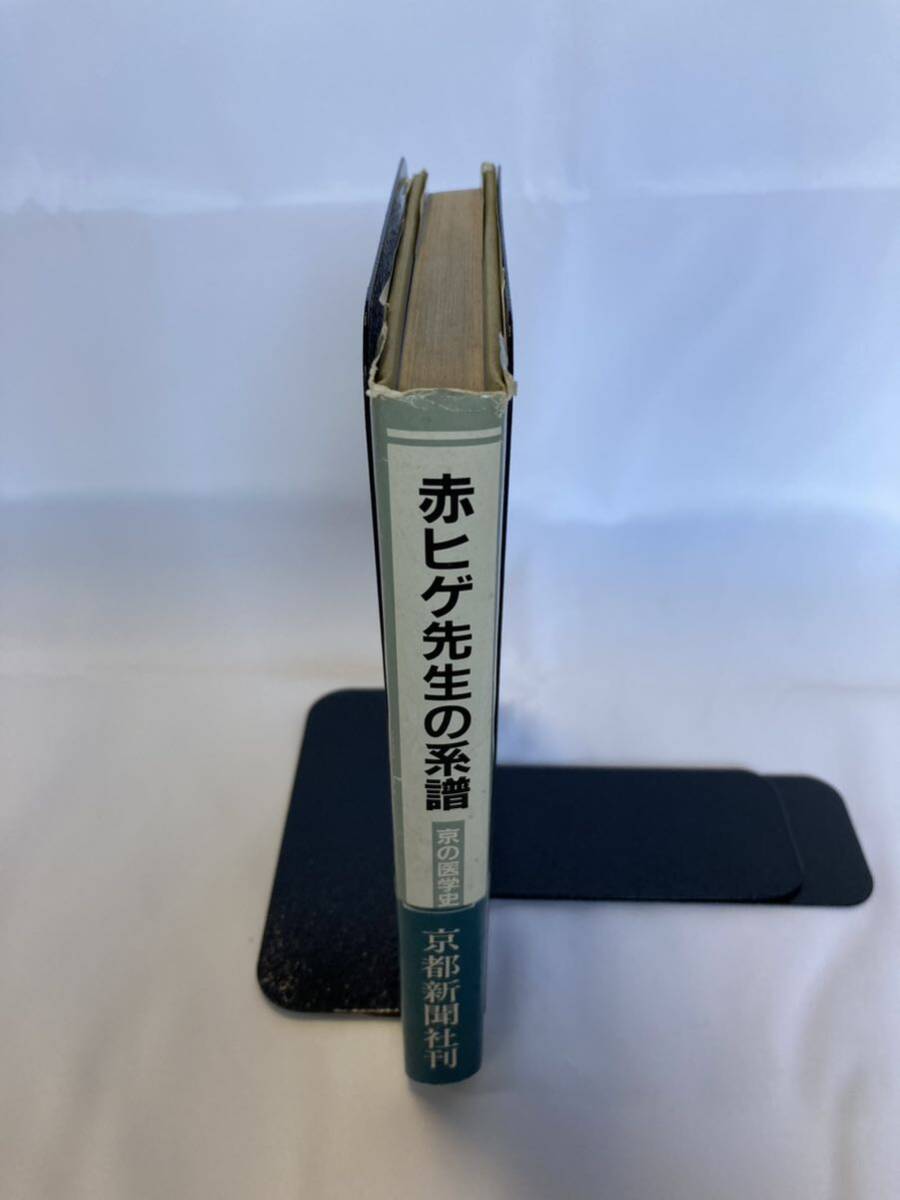 赤ヒゲ先生の系譜
京の医学史
京都新聞社刊